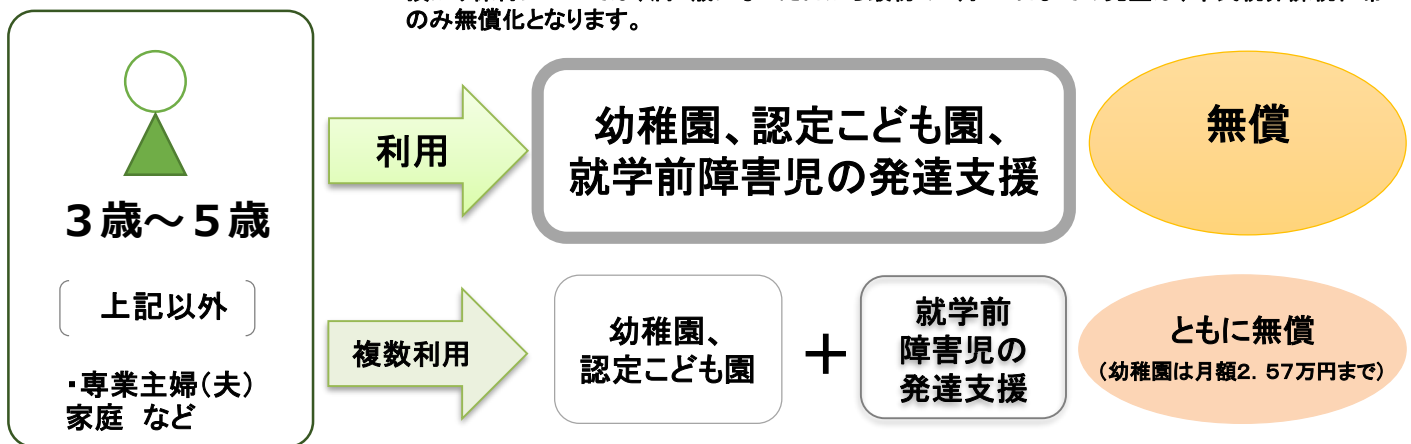 のみ無償化となります。
3歳~5歳
上記以外
・専業主婦(夫)
家庭 など
利用
幼稚園、認定こども園、
就学前障害児の発達支援
無償
複数利用
幼稚園、
認定こども園
+
就学前
障害児の
発達支援
ともに無償
(幼稚園は月額2.57万円まで)